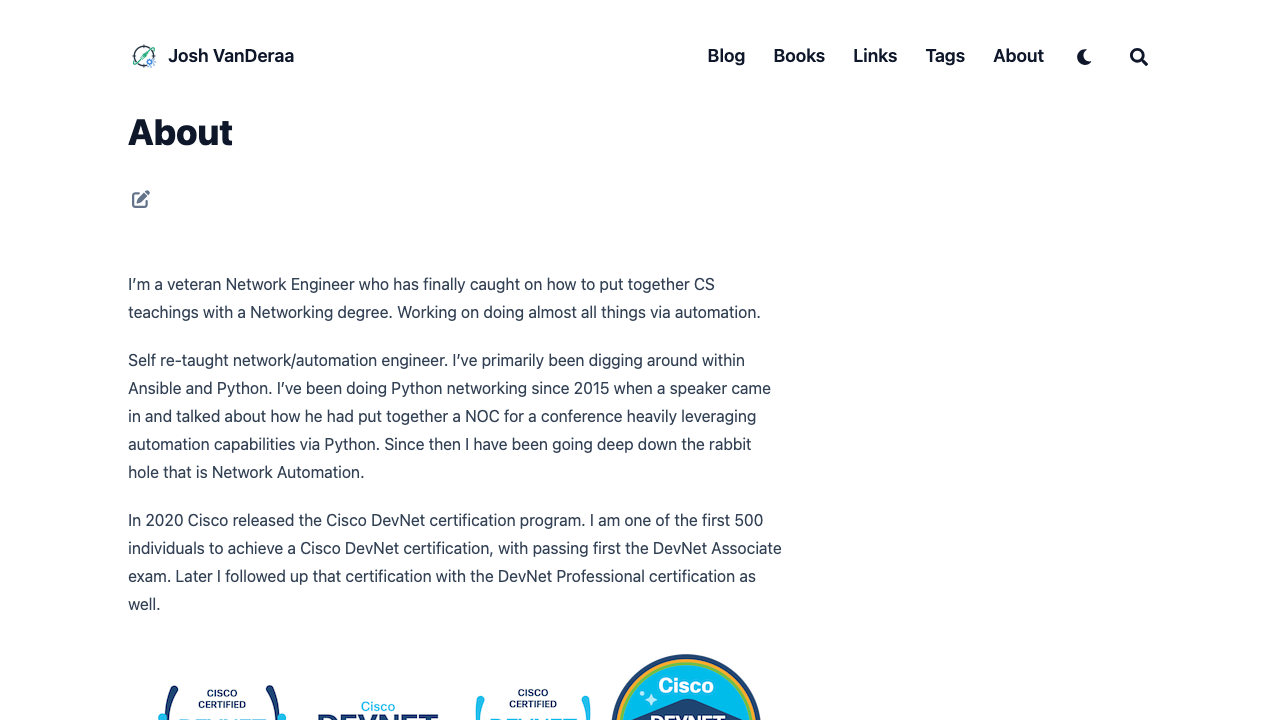 Josh VanDeraa
Blog
Books
Links
Tags
About
About
I’m a veteran Network Engineer who has finally caught on how to put together CS
teachings with a Networking degree. Working on doing almost all things via automation.
Self re-taught network/automation engineer. I’ve primarily been digging around within
Ansible and Python. I’ve been doing Python networking since 2015 when a speaker came
in and talked about how he had put together a NOC for a conference heavily leveraging
automation capabilities via Python. Since then I have been going deep down the rabbit
hole that is Network Automation.
In 2020 Cisco released the Cisco DevNet certification program. I am one of the first 500
individuals to achieve a Cisco DevNet certification, with passing first the DevNet Associate
exam. Later I followed up that certification with the DevNet Professional certification as
well.
CISCO
CERTIFIED
DEVNET
Cisco
DEVNET
CISCO
CERTIFIED
DEVNET
Cisco
DEVNET